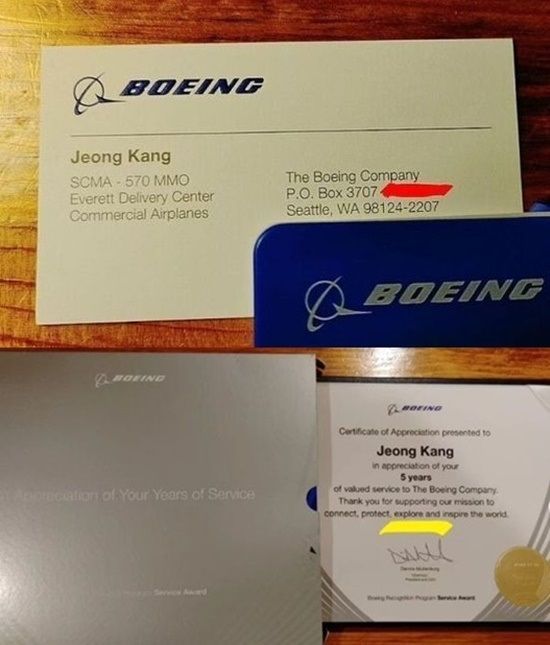 BOEING
Jeong Kang
SCMA - 570 MMO
Everett Delivery Center
Commercial Airplanes
The Boeing Company
P.O. Box 3707
Seattle, WA 98124-2207
BOEING
BOEING
Appreciation of Your Years of Service
Program Service Award
BOEING
Certificate of Appreciation presented to
Jeong Kang
in appreciation of your
5 years
of valued service to The Boeing Company.
Thank you for supporting our mission to
connect, protect, explore and inspire the world.
Dennis Muilenburg
Boeing Recognition Program Service Award